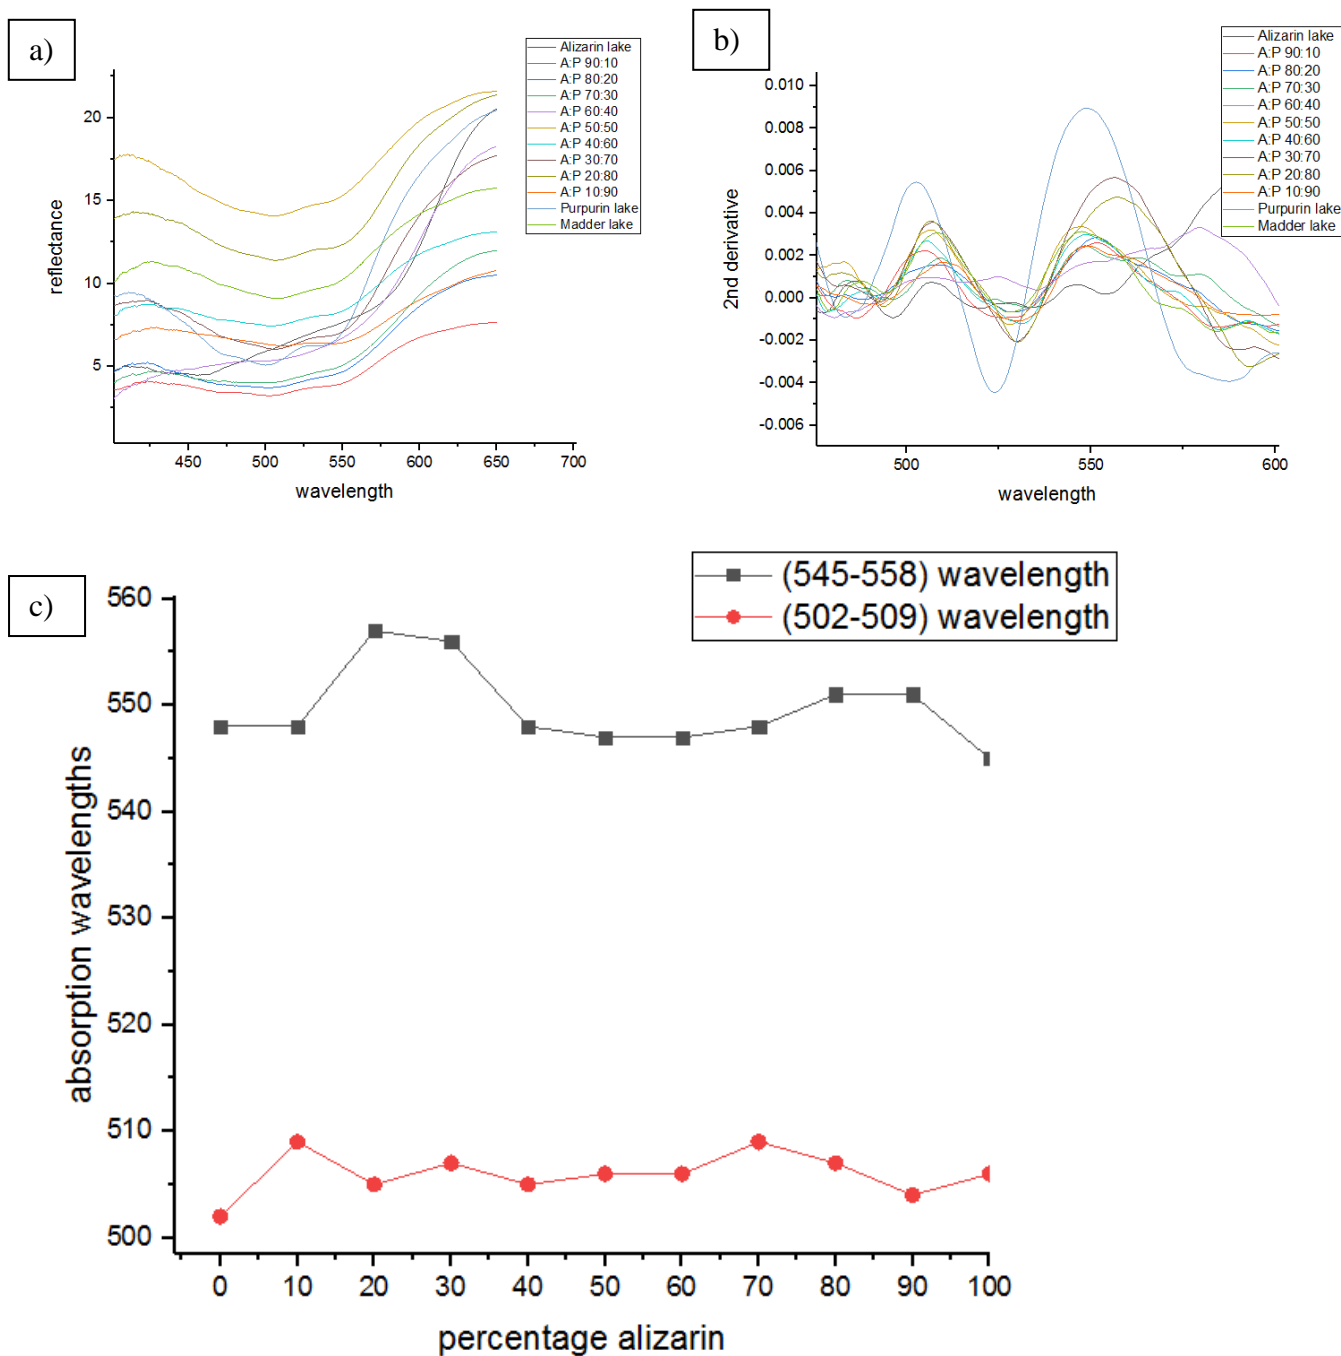 a)
Alizarin lake
A:P 90:10
A:P 80:20
A:P 70:30
A:P 60:40
A:P 50:50
A:P 40:60
A:P 30:70
A:P 20:80
A:P 10:90
Purpurin lake
Madder lake
20
15
10
5
reflectance
450 500 550 600 650 700
wavelength
b)
Alizarin lake
A:P 90:10
A:P 80:20
A:P 70:30
A:P 60:40
A:P 50:50
A:P 40:60
A:P 30:70
A:P 20:80
A:P 10:90
Purpurin lake
Madder lake
0.010
0.008
0.006
0.004
0.002
0.000
-0.002
-0.004
-0.006
2nd derivative
500 550 600
wavelength
c)
(545-558) wavelength
(502-509) wavelength
560
550
540
530
520
510
500
absorption wavelengths
0 10 20 30 40 50 60 70 80 90 100
percentage alizarin